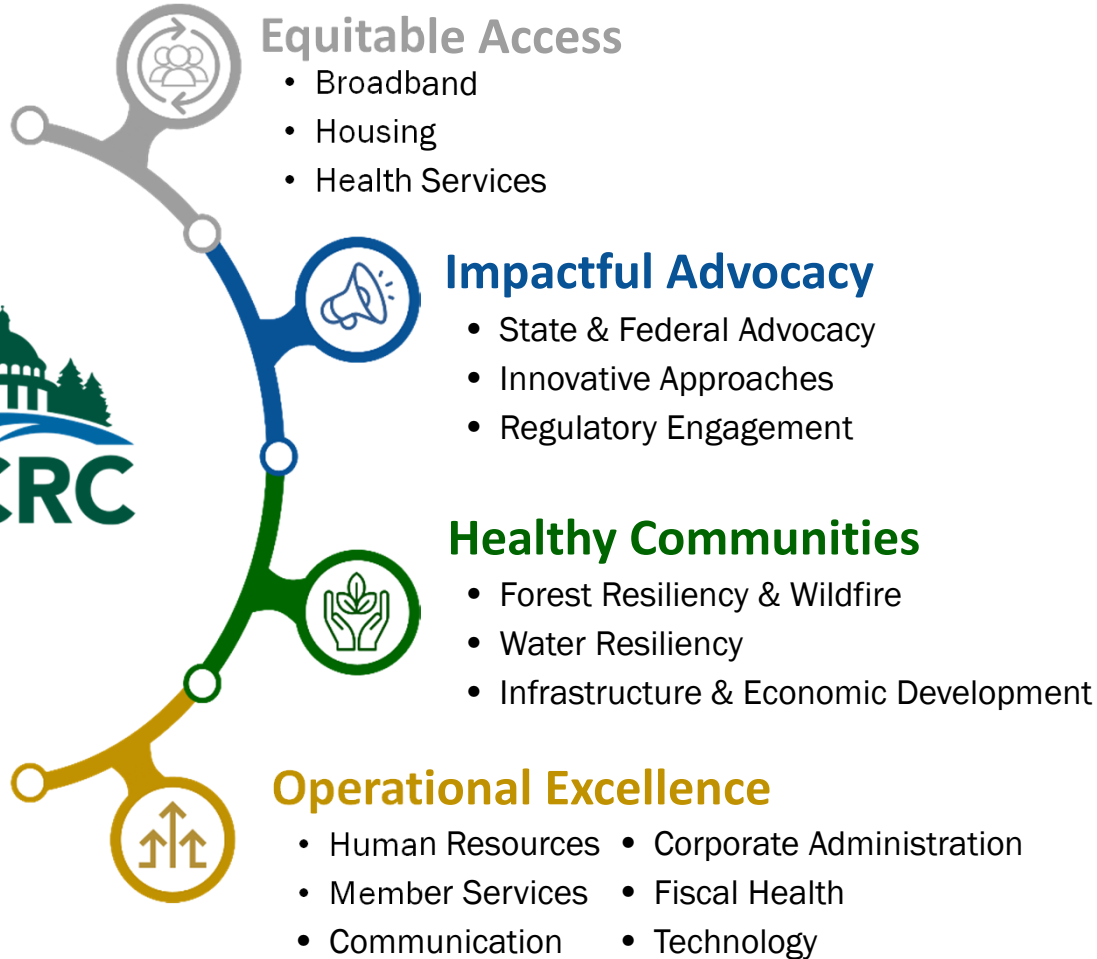 Equitable Access
• Broadband
• Housing
• Health Services
Impactful Advocacy
• State & Federal Advocacy
• Innovative Approaches
• Regulatory Engagement
CRC
Healthy Communities
• Forest Resiliency & Wildfire
• Water Resiliency
• Infrastructure & Economic Development
Operational Excellence
• Human Resources • Corporate Administration
• Member Services • Fiscal Health
• Communication • Technology